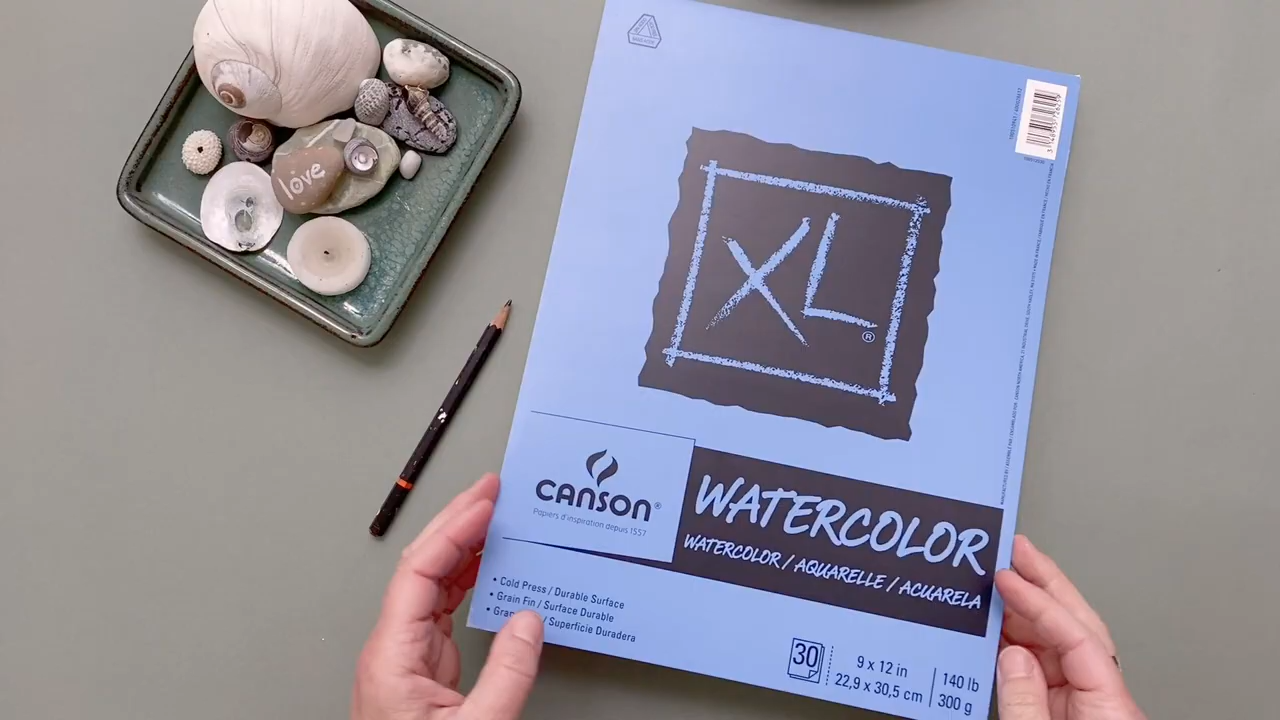 love
XL
®
CANSON®
Papiers d'inspiration depuis 1557
WATERCOLOR
WATERCOLOR / AQUARELLE / ACUARELA
• Cold Press / Durable Surface
• Grain Fin / Surface Durable
• / Superficie Duradera
30
9 x 12 in
22,9 x 30,5 cm
140 lb
300 g